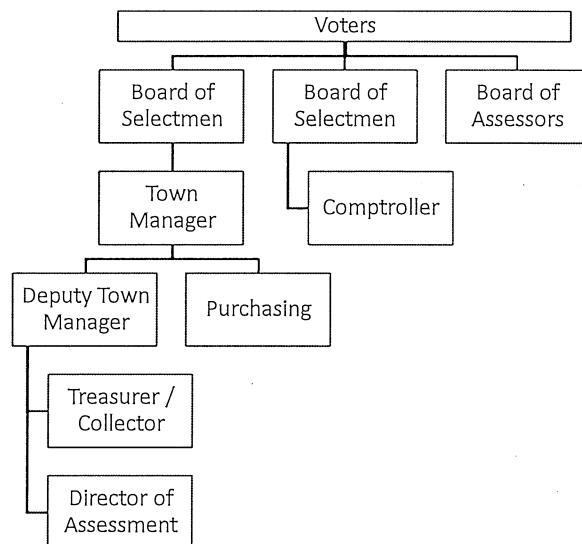 Voters
Board of
Selectmen
Board of
Selectmen
Board of
Assessors
Town
Manager
Comptroller
Deputy Town
Manager
Purchasing
Treasurer /
Collector
Director of
Assessment